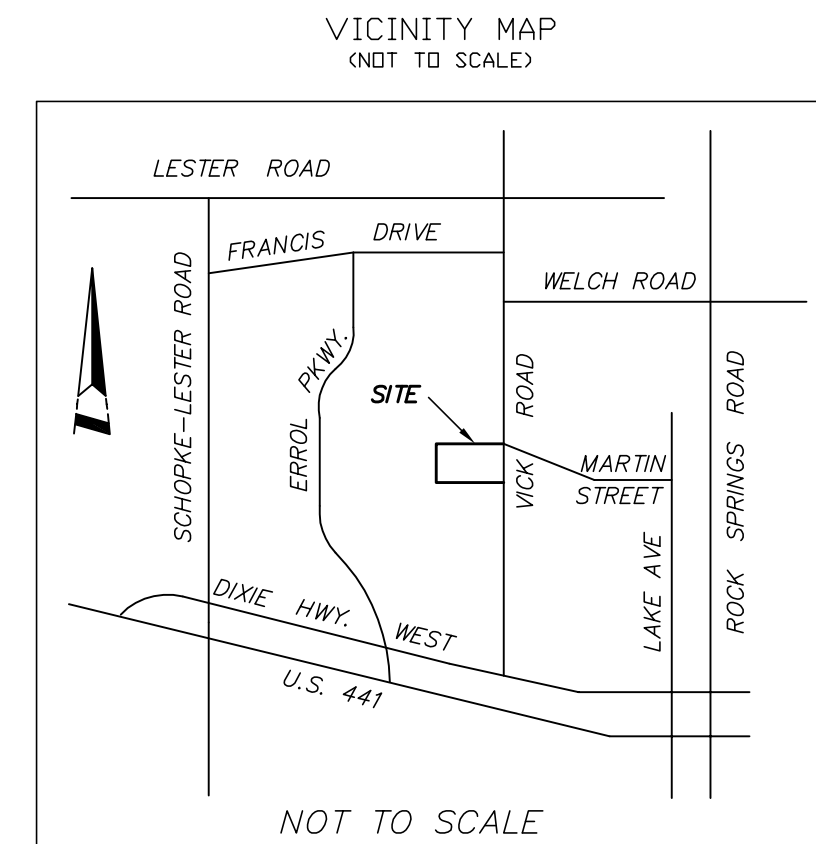 VICINITY MAP
(NOT TO SCALE)
LESTER ROAD
FRANCIS DRIVE
WELCH ROAD
SCHOPKE-LESTER ROAD
ERROL PKWY.
SITE
VICK ROAD
MARTIN
STREET
LAKE AVE
ROCK SPRINGS ROAD
DIXIE HWY. WEST
U.S. 441
NOT TO SCALE